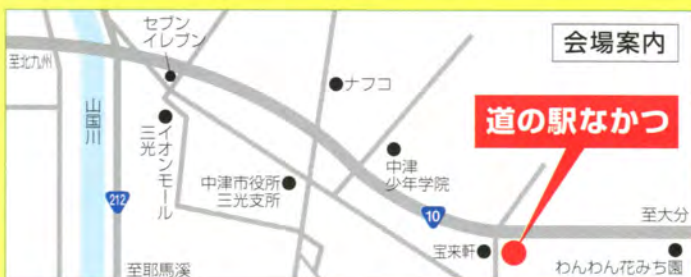 会場案内
セブン
イレブン
至北九州
ナフコ
山国川
イオンモール
三光
道の駅なかつ
中津
少年学院
中津市役所
三光支所
212
10
至大分
宝来軒
至耶馬溪
わんわん花みち園